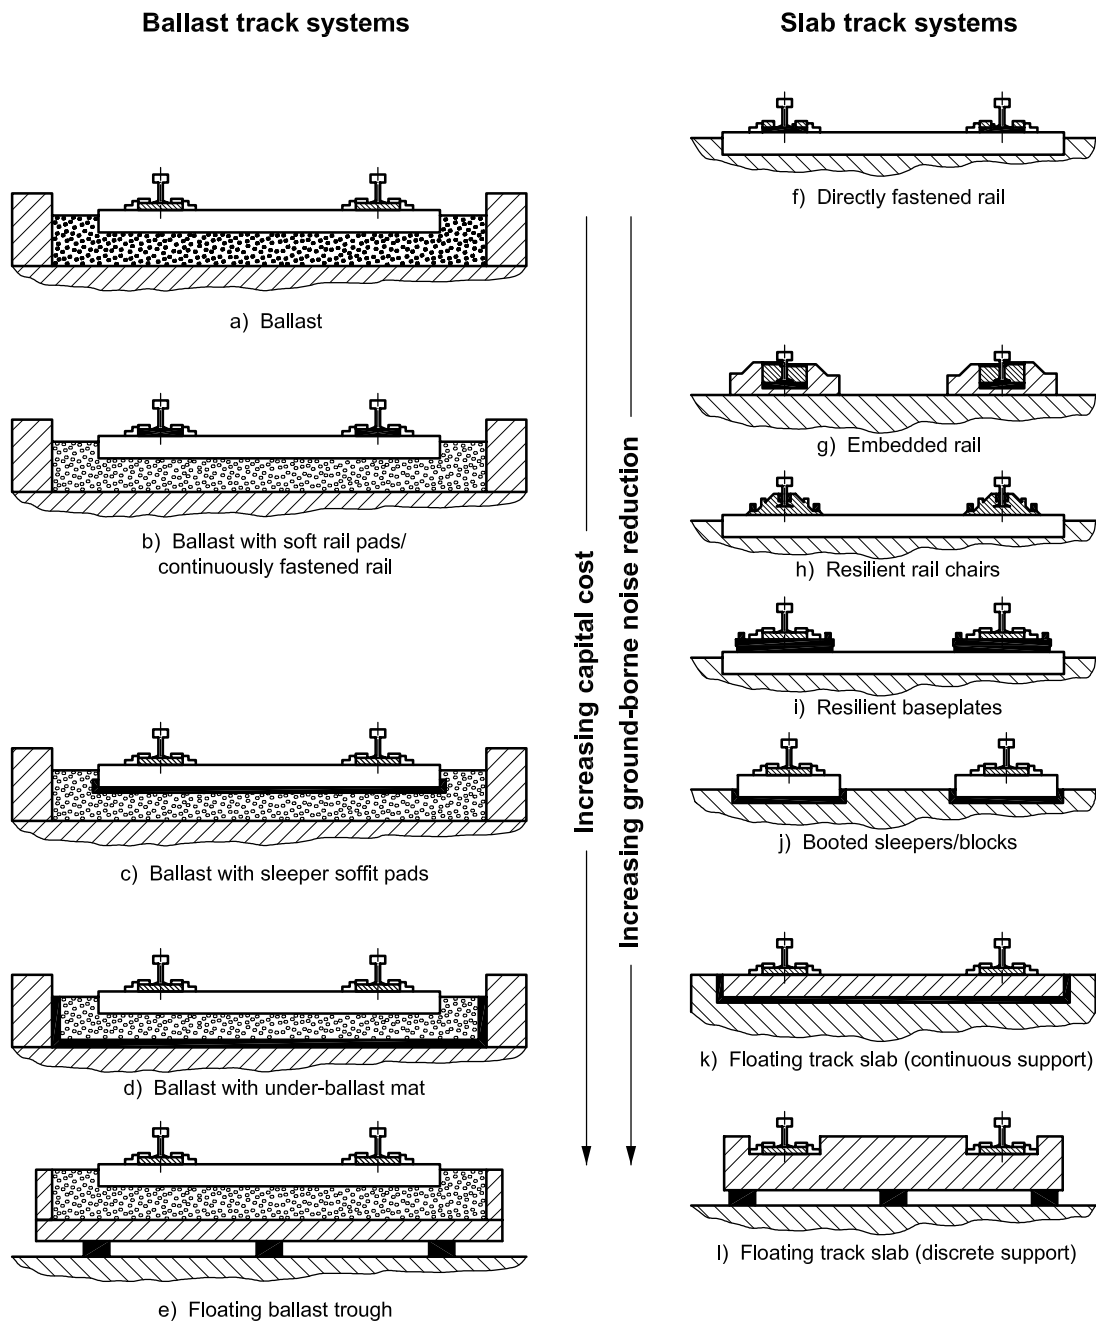 Ballast track systems
a) Ballast
b) Ballast with soft rail pads/
continuously fastened rail
c) Ballast with sleeper soffit pads
d) Ballast with under-ballast mat
e) Floating ballast trough
Increasing capital cost
Increasing ground-borne noise reduction
Slab track systems
f) Directly fastened rail
g) Embedded rail
h) Resilient rail chairs
i) Resilient baseplates
j) Booted sleepers/blocks
k) Floating track slab (continuous support)
l) Floating track slab (discrete support)